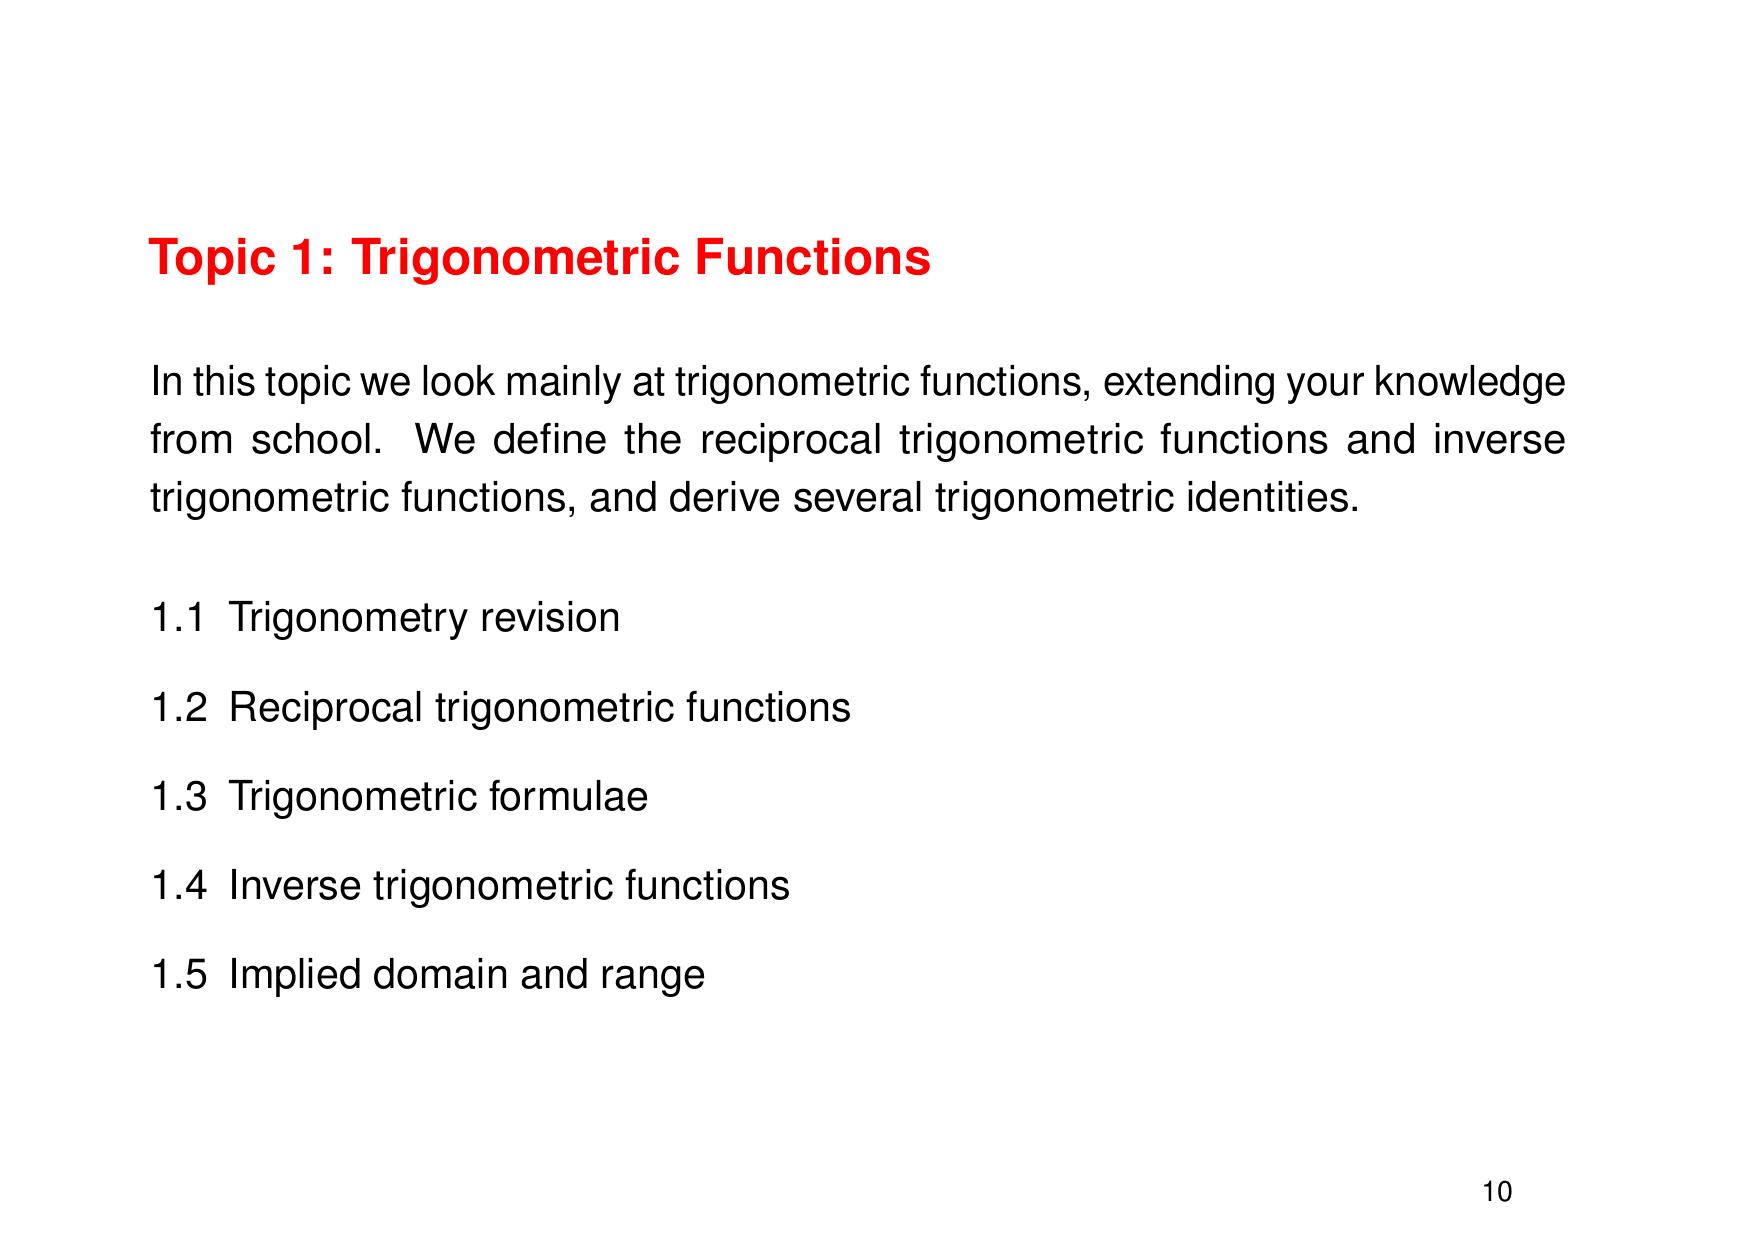 Topic 1: Trigonometric Functions
In this topic we look mainly at trigonometric functions, extending your knowledge
from school. We define the reciprocal trigonometric functions and inverse
trigonometric functions, and derive several trigonometric identities.
1.1 Trigonometry revision
1.2 Reciprocal trigonometric functions
1.3 Trigonometric formulae
1.4 Inverse trigonometric functions
1.5 Implied domain and range
10